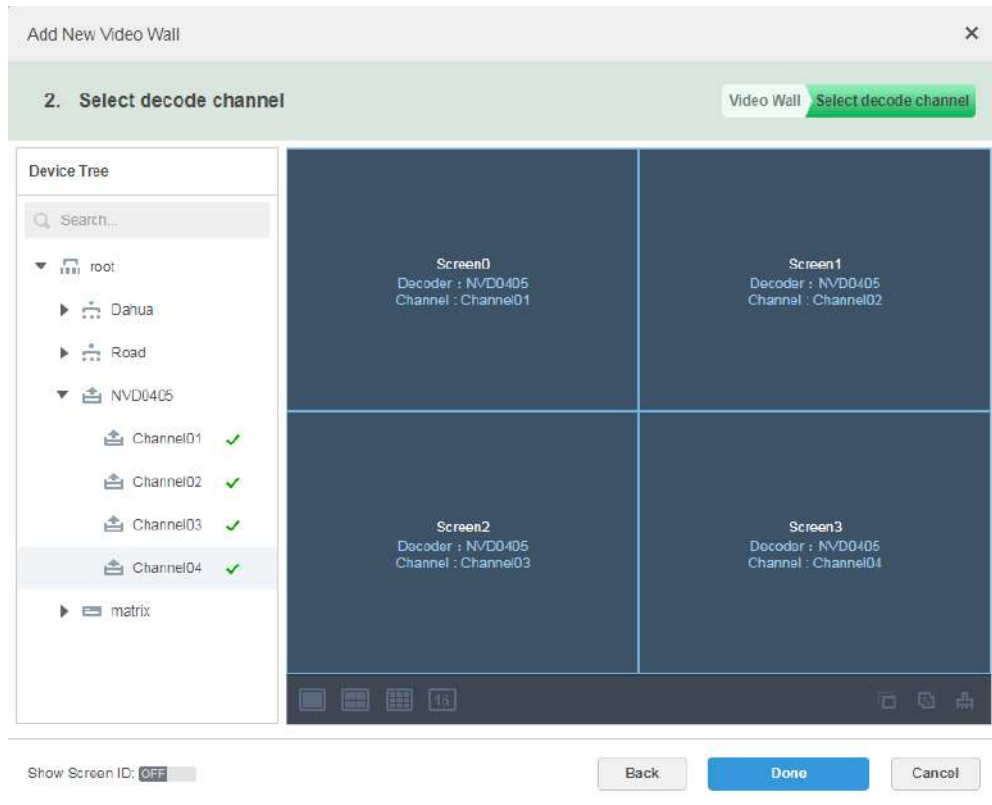 Add New Video Wall
2. Select decode channel
Video Wall
Select decode channel
Device Tree
Search...
root
Dahua
Road
NVD0405
Channel01
Channel02
Channel03
Channel04
matrix
Screen0
Decoder : NVD0405
Channel : Channel01
Screen1
Decoder : NVD0405
Channel : Channel02
Screen2
Decoder : NVD0405
Channel : Channel03
Screen3
Decoder : NVD0405
Channel : Channel04
16
Show Screen ID: OFF
Back
Done
Cancel